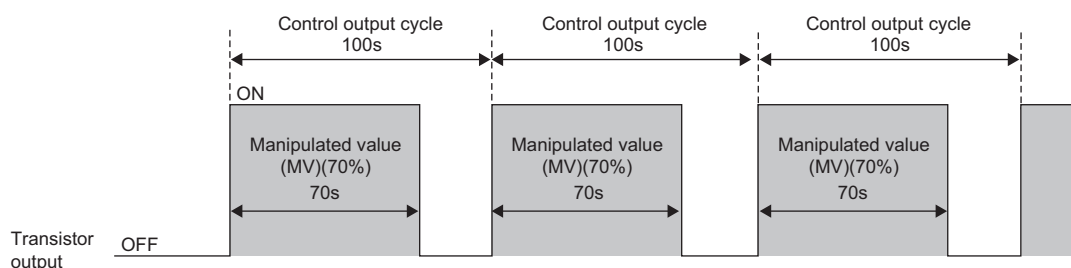 Control output cycle
100s
Control output cycle
100s
Control output cycle
100s
ON
Manipulated value
(MV)(70%)
70s
Manipulated value
(MV)(70%)
70s
Manipulated value
(MV)(70%)
70s
Transistor
output
OFF